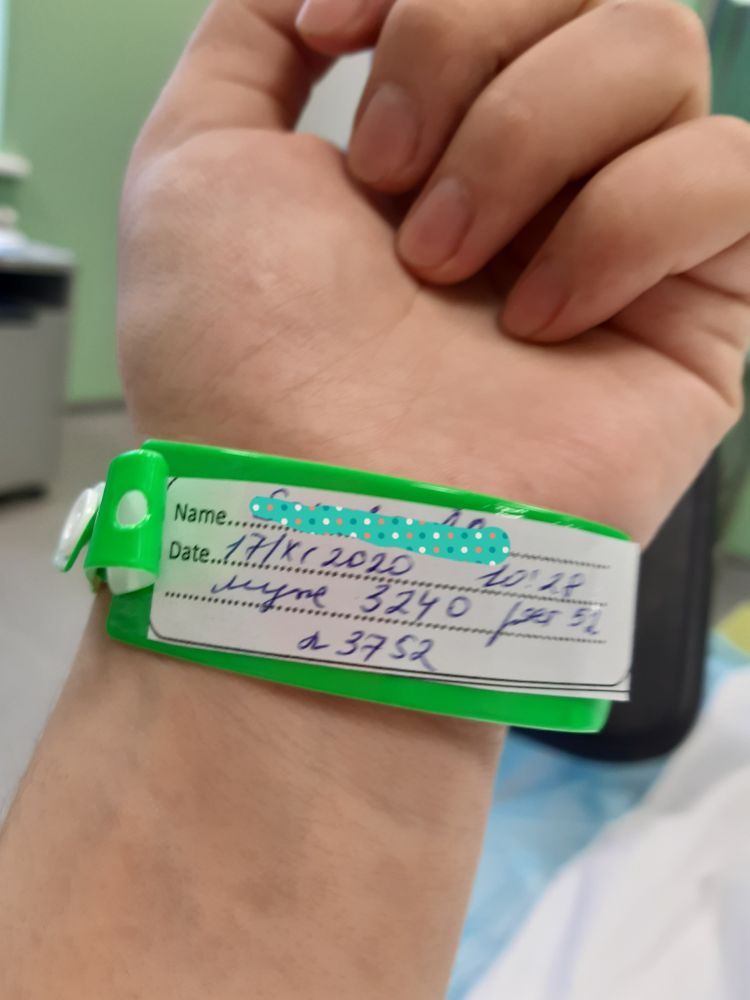 Name
Date 17/XI 2020 10:28
муж 3240 рост 52
3752